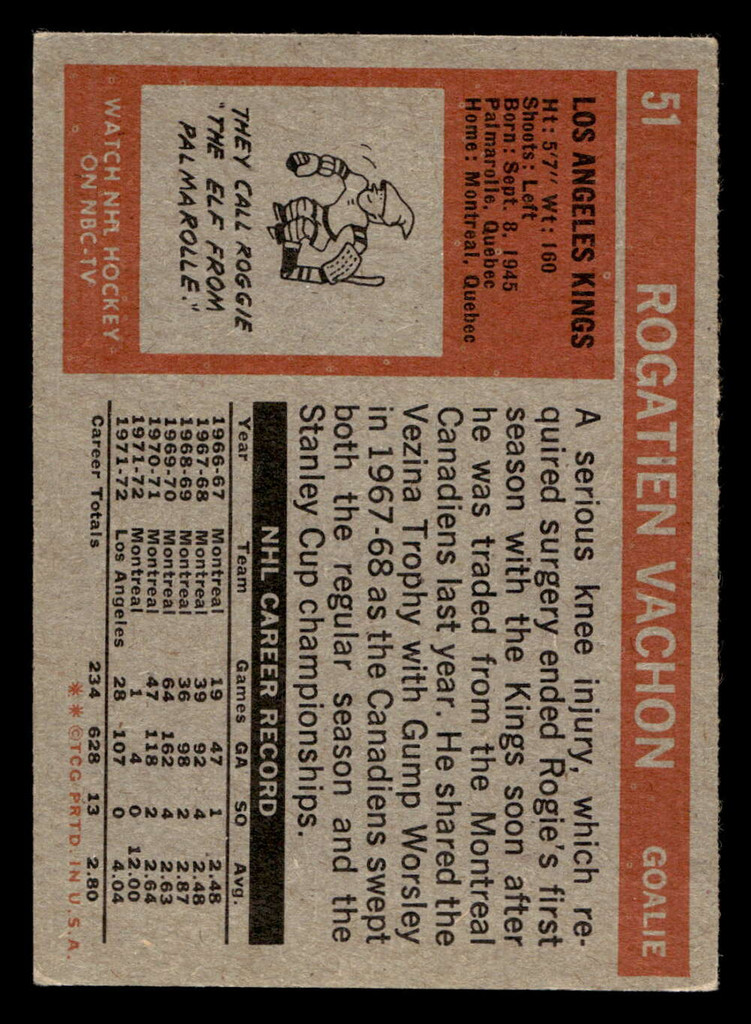 51 ROGATIEN VACHON GOALIE
LOS ANGELES KINGS
Ht: 5'7" Wt: 160
Shoots: Left
Born: Sept. 8, 1945
Palmarolle, Quebec
Home: Montreal, Quebec
THEY CALL ROGGIE
"THE ELF FROM
PALMAROLLE."
WATCH NHL HOCKEY
ON NBC-TV
A serious knee injury, which re-
quired surgery ended Rogie's first
season with the Kings soon after
he was traded from the Montreal
Canadiens last year. He shared the
Vezina Trophy with Gump Worsley
in 1967-68 as the Canadiens swept
both the regular season and the
Stanley Cup championships.
NHL CAREER RECORD
Year Team Games GA SO Avg.
1966-67 Montreal 19 47 1 2.48
1967-68 Montreal 39 92 4 2.48
1968-69 Montreal 36 98 2 2.87
1969-70 Montreal 64 162 4 2.63
1970-71 Montreal 47 118 2 2.64
1971-72 Montreal 1 4 0 12.00
1971-72 Los Angeles 28 107 0 4.04
Career Totals 234 628 13 2.80
** ©TCG PRTD. IN U.S.A.